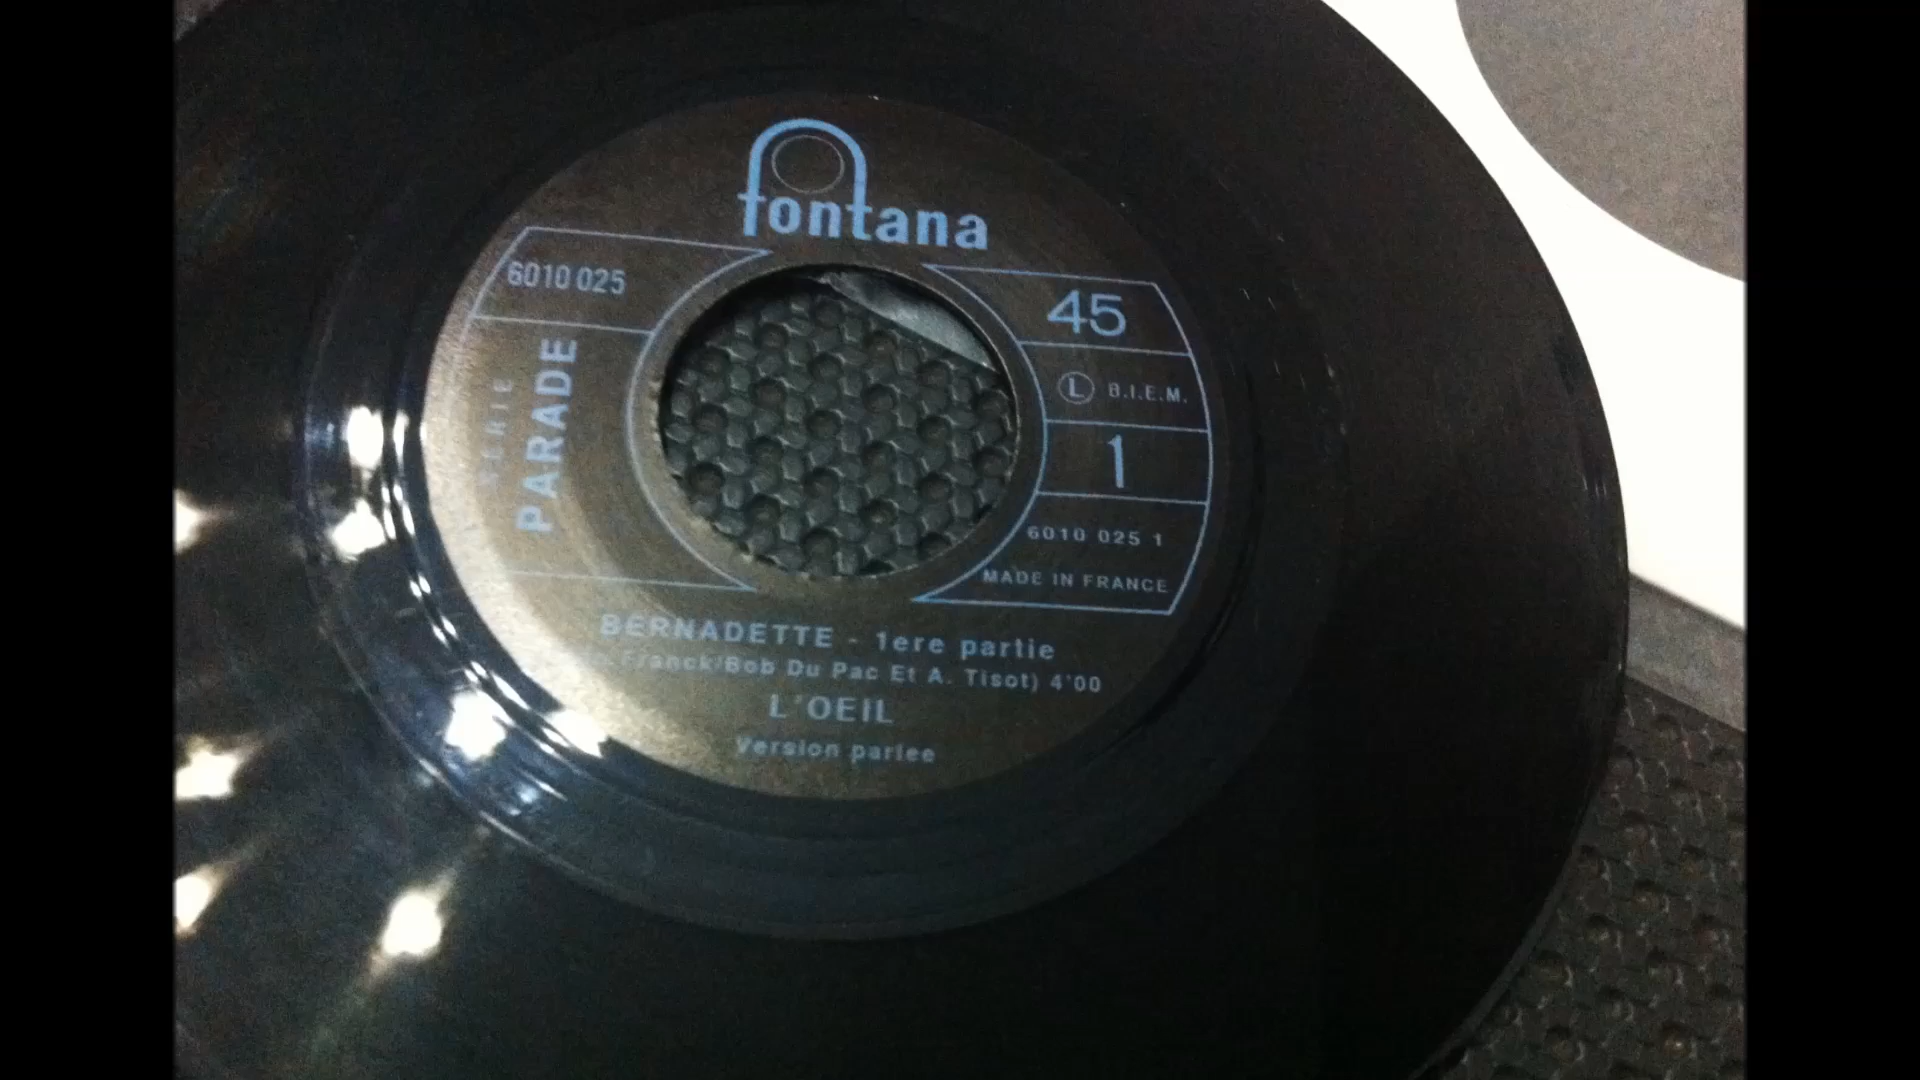 fontana
6010 025
SERIE
PARADE
45
L B.I.E.M.
1
6010 025 1
MADE IN FRANCE
BERNADETTE - 1ere partie
Franck/Bob Du Pac Et A. Tisot) 4'00
L'OEIL
Version parlee